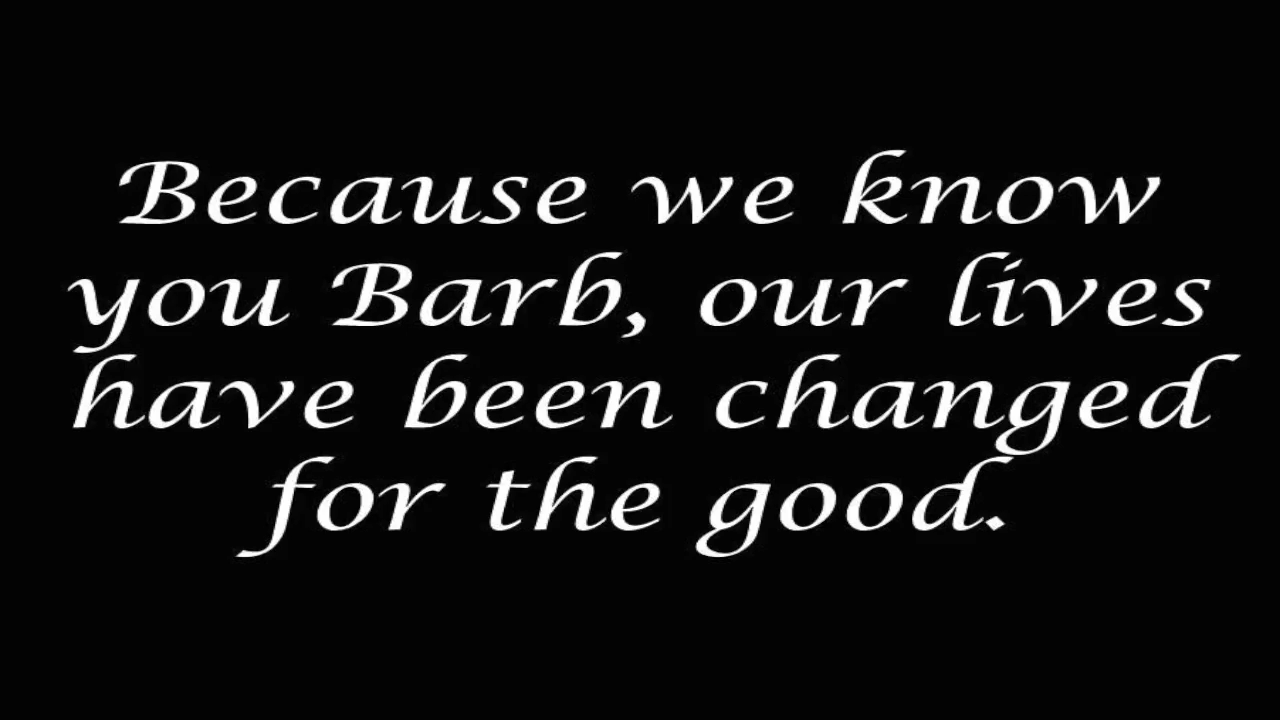 Because we know
you Barb, our lives
have been changed
for the good.